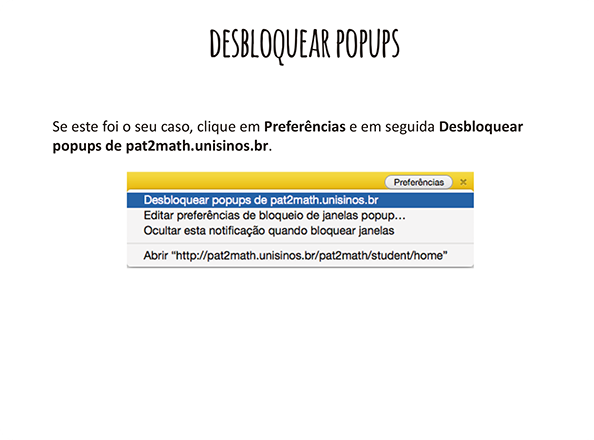 DESBLOQUEAR POPUPS
Se este foi o seu caso, clique em Preferências e em seguida Desbloquear
popups de pat2math.unisinos.br.
Preferências ×
Desbloquear popups de pat2math.unisinos.br
Editar preferências de bloqueio de janelas popup...
Ocultar esta notificação quando bloquear janelas
Abrir “http://pat2math.unisinos.br/pat2math/student/home”